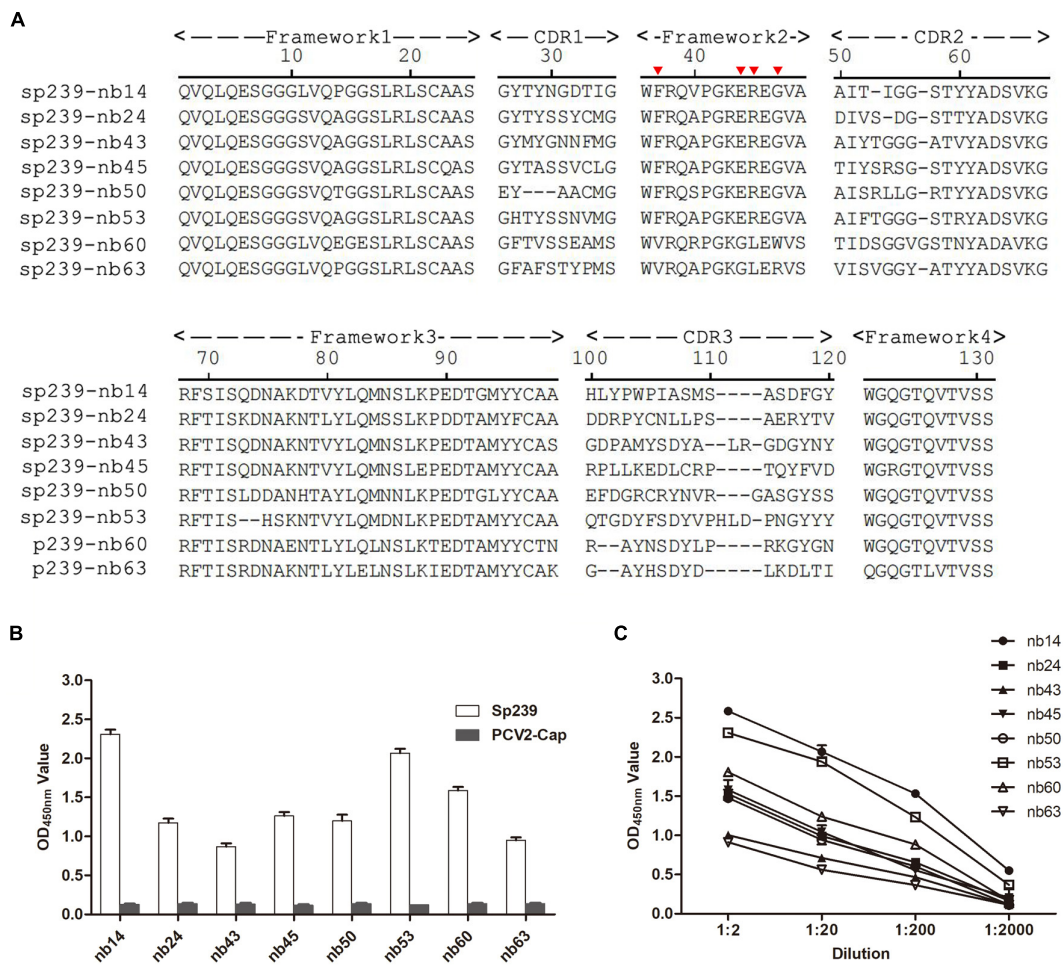 A
<— — —Framework1— — —> <— CDR1 —> <-Framework2-> <— — CDR2 — —>
10 20 30 40 50 60
sp239-nb14 QVQLQESGGGLVQPGGSLRLSCAAS GYTYNGDTIG WFRQVPGKEREGVA AIT-IGG-STYYADSVKG
sp239-nb24 QVQLQESGGGSVQAGGSLRLSCAAS GYTYSSYCMG WFRQAPGKEREGVA DIVS-DG-STTYADSVKG
sp239-nb43 QVQLQESGGGSVQAGGSLRLSCAAS GYMYGNNFMG WFRQAPGKEREGVA AIYTGGG-ATVYADSVKG
sp239-nb45 QVQLQESGGGSVQAGGSLRLSCQAS GYTASSVCLG WFRQAPGKEREGVA TIYSRSG-STYYADSVKG
sp239-nb50 QVQLQESGGGSVQTGGSLRLSCAAS EY---AACMG WFRQSPGKEREGVA AISRLLG-RTYYADSVKG
sp239-nb53 QVQLQESGGGSVQAGGSLRLSCAAS GHTYSSNVMG WFRQAPGKEREGVA AIFTGGG-STRYADSVKG
sp239-nb60 QVQLQESGGGLVQEGESLRLSCAAS GFTVSSEAMS WVRQRPGKGLEWVS TIDSGGVGSTNYADAVKG
sp239-nb63 QVQLQESGGGLVQPGGSLRLSCAAS GFAFSTYPMS WVRQAPGKGLERVS VISVGGY-ATYYADSVKG
<— — — — Framework3— — — —> <— — — CDR3 — — —> <Framework4>
70 80 90 100 110 120 130
sp239-nb14 RFSISQDNAKDTVYLQMNSLKPEDTGMYYCAA HLYPWPIASMS----ASDFGY WGQGTQVTVSS
sp239-nb24 RFTISKDNAKNTLYLQMSSLKPDDTAMYFCAA DDRPYCNLLPS----AERYTV WGQGTQVTVSS
sp239-nb43 RFTISQDNAKNTVYLQMNSLKPEDTAMYYCAS GDPAMYSDYA--LR-GDGYNY WGQGTQVTVSS
sp239-nb45 RFTISQDNAKNTVYLQMNSLEPEDTAMYYCAA RPLLKEDLCRP----TQYFVD WGRGTQVTVSS
sp239-nb50 RFTISLDDANHTAYLQMNNLKPEDTGLYYCAA EFDGRCRYNVR---GASGYSS WGQGTQVTVSS
sp239-nb53 RFTIS--HSKNTVYLQMDNLKPEDTAMYYCAA QTGDYFSDYVPHLD-PNGYYY WGQGTQVTVSS
p239-nb60 RFTISRDNAENTLYLQLNSLKTEDTAMYYCTN R--AYNSDYLP----RKGYGN WGQGTQVTVSS
p239-nb63 RFTISRDNAKNTLYLELNSLKIEDTAMYYCAK G--AYHSDYD-----LKDLTI QGQGTLVTVSS
B
OD450nm Value
3.0
2.5
2.0
1.5
1.0
0.5
0.0
Sp239
PCV2-Cap
nb14 nb24 nb43 nb45 nb50 nb53 nb60 nb63
C
OD450nm Value
3.0
2.5
2.0
1.5
1.0
0.5
0.0
1:2 1:20 1:200 1:2000
Dilution
nb14
nb24
nb43
nb45
nb50
nb53
nb60
nb63